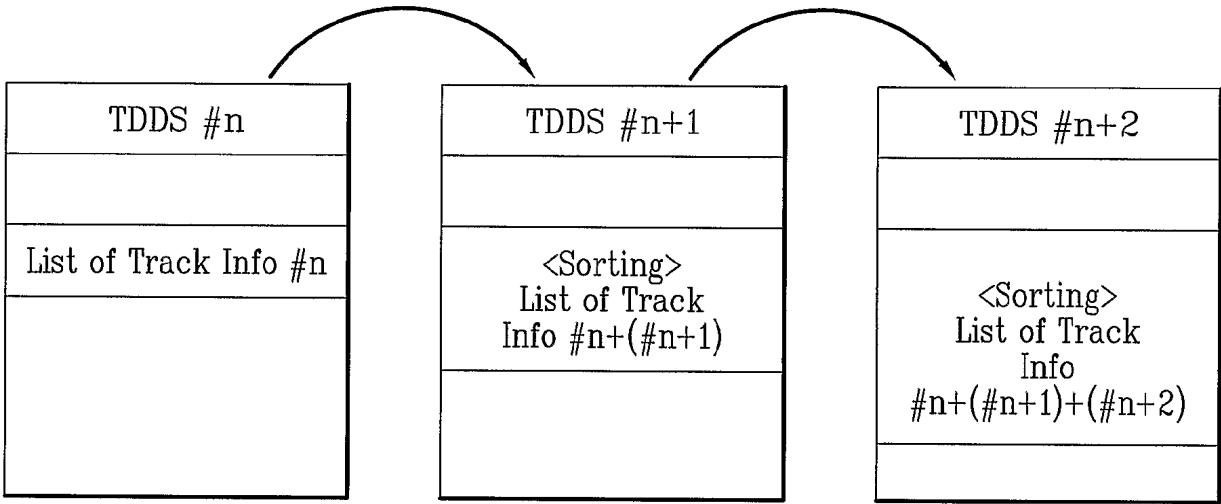 TDDS #n
List of Track Info #n
TDDS #n+1
<Sorting>
List of Track
Info #n+(#n+1)
TDDS #n+2
<Sorting>
List of Track
Info
#n+(#n+1)+(#n+2)